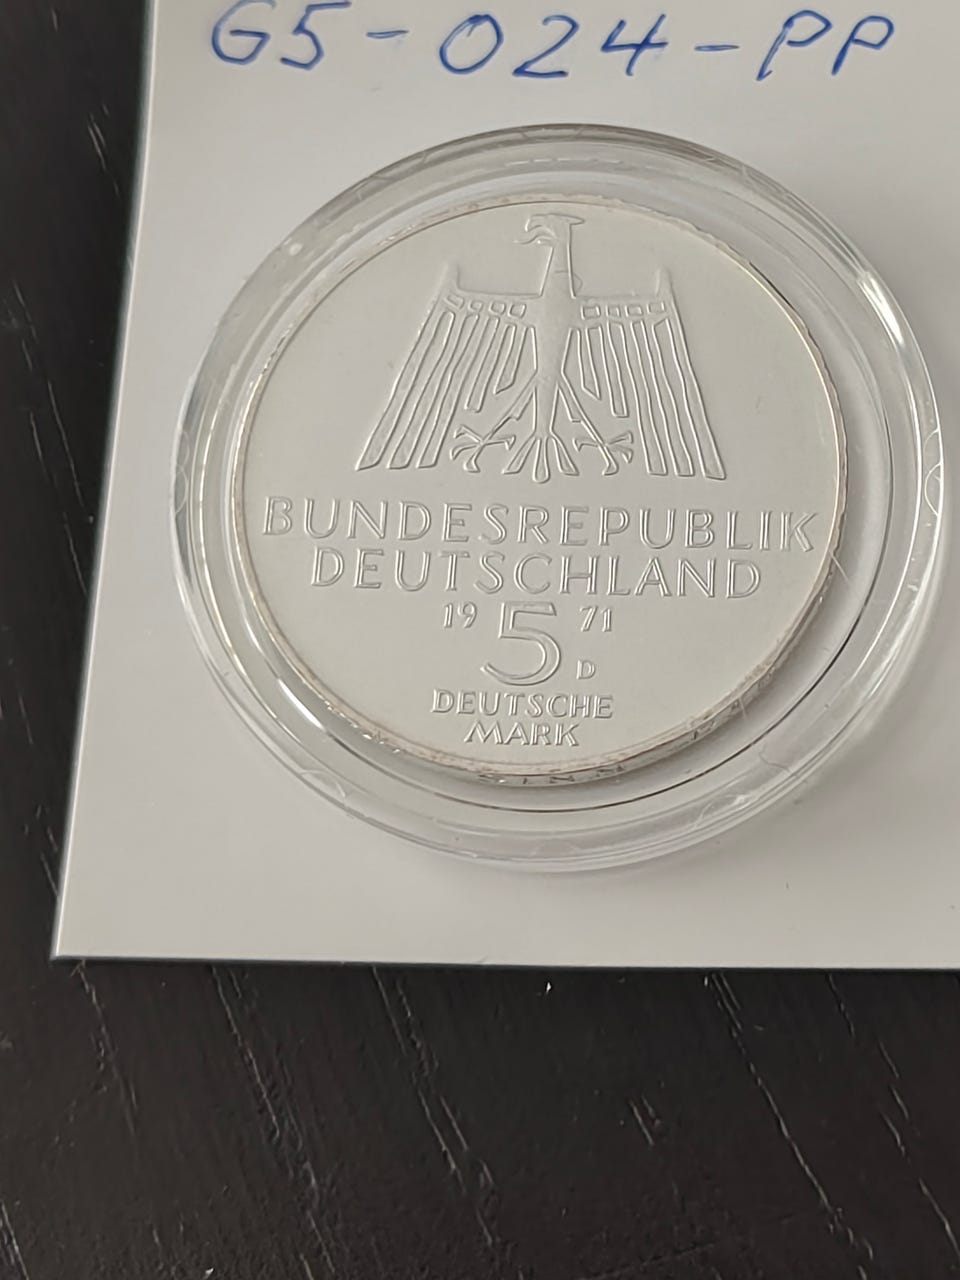 G5-024-PP
BUNDESREPUBLIK
DEUTSCHLAND
19 5 71
D
DEUTSCHE
MARK